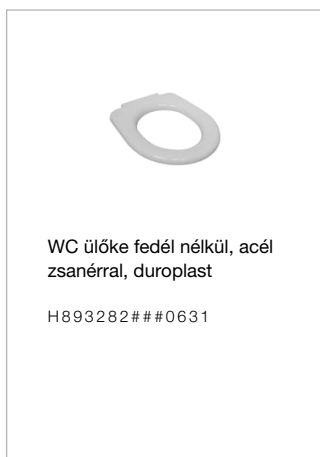 WC ülőke fedél nélkül, acél
zsanérral, duroplast
H893282###0631